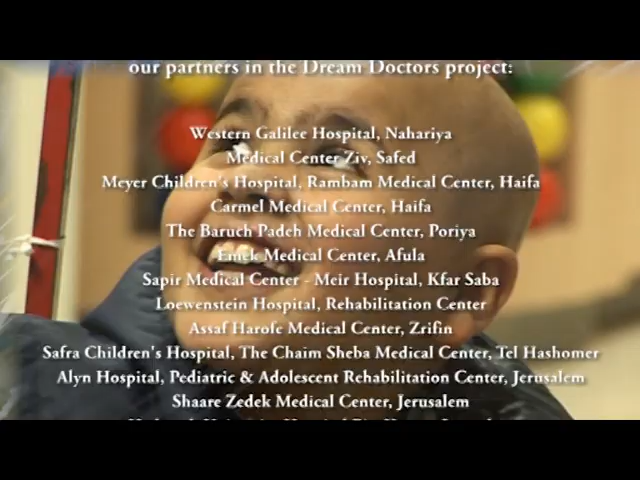 our partners in the Dream Doctors project:
Western Galilee Hospital, Nahariya
Medical Center Ziv, Safed
Meyer Children's Hospital, Rambam Medical Center, Haifa
Carmel Medical Center, Haifa
The Baruch Padeh Medical Center, Poriya
Emek Medical Center, Afula
Sapir Medical Center - Meir Hospital, Kfar Saba
Loewenstein Hospital, Rehabilitation Center
Assaf Harofe Medical Center, Zrifin
Safra Children's Hospital, The Chaim Sheba Medical Center, Tel Hashomer
Alyn Hospital, Pediatric & Adolescent Rehabilitation Center, Jerusalem
Shaare Zedek Medical Center, Jerusalem